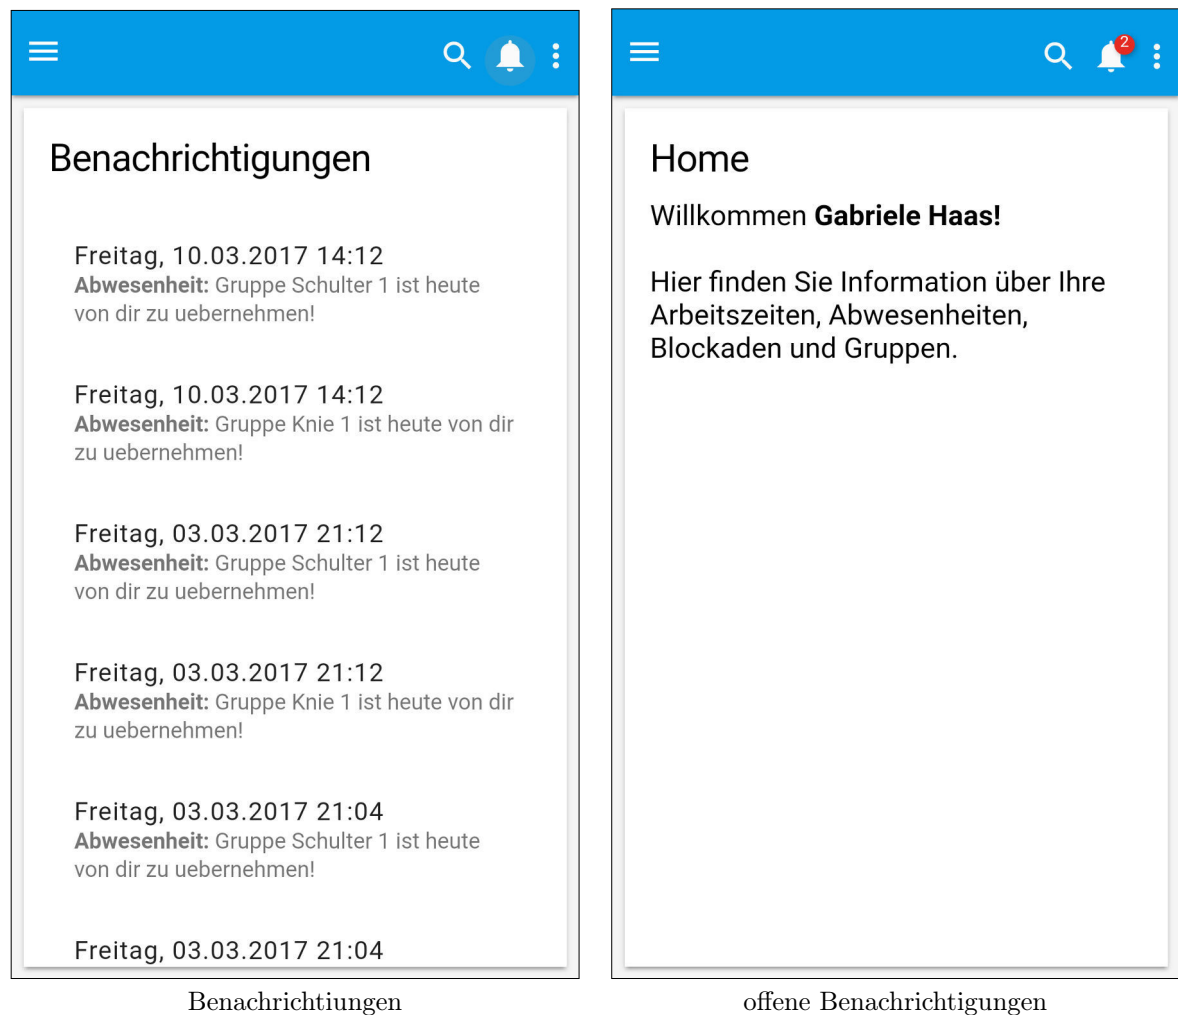 Benachrichtigungen
Freitag, 10.03.2017 14:12
Abwesenheit: Gruppe Schulter 1 ist heute
von dir zu uebernehmen!
Freitag, 10.03.2017 14:12
Abwesenheit: Gruppe Knie 1 ist heute von dir
zu uebernehmen!
Freitag, 03.03.2017 21:12
Abwesenheit: Gruppe Schulter 1 ist heute
von dir zu uebernehmen!
Freitag, 03.03.2017 21:12
Abwesenheit: Gruppe Knie 1 ist heute von dir
zu uebernehmen!
Freitag, 03.03.2017 21:04
Abwesenheit: Gruppe Schulter 1 ist heute
von dir zu uebernehmen!
Freitag, 03.03.2017 21:04
Benachrichtiungen
2
Home
Willkommen Gabriele Haas!
Hier finden Sie Information über Ihre
Arbeitszeiten, Abwesenheiten,
Blockaden und Gruppen.
offene Benachrichtigungen